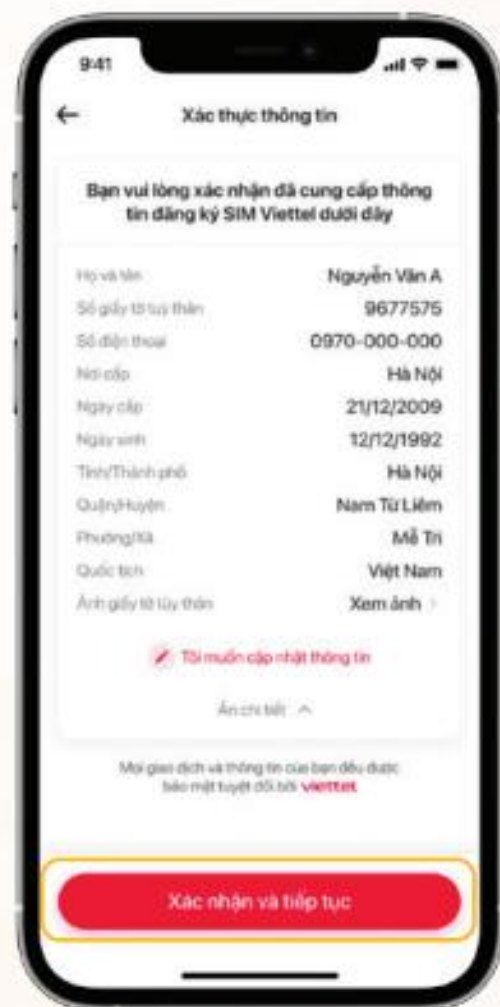 9:41
Xác thực thông tin
Bạn vui lòng xác nhận đã cung cấp thông
tin đăng ký SIM Viettel dưới đây
Họ và tên Nguyễn Văn A
Số giấy tờ tuỳ thân 9677575
Số điện thoại 0970-000-000
Nơi cấp Hà Nội
Ngày cấp 21/12/2009
Ngày sinh 12/12/1992
Tỉnh/Thành phố Hà Nội
Quận/Huyện Nam Từ Liêm
Phường/Xã Mễ Trì
Quốc tịch Việt Nam
Ảnh giấy tờ tùy thân Xem ảnh
Tôi muốn cập nhật thông tin
Ẩn chi tiết
Mọi giao dịch và thông tin của bạn đều được
bảo mật tuyệt đối bởi viettel
Xác nhận và tiếp tục